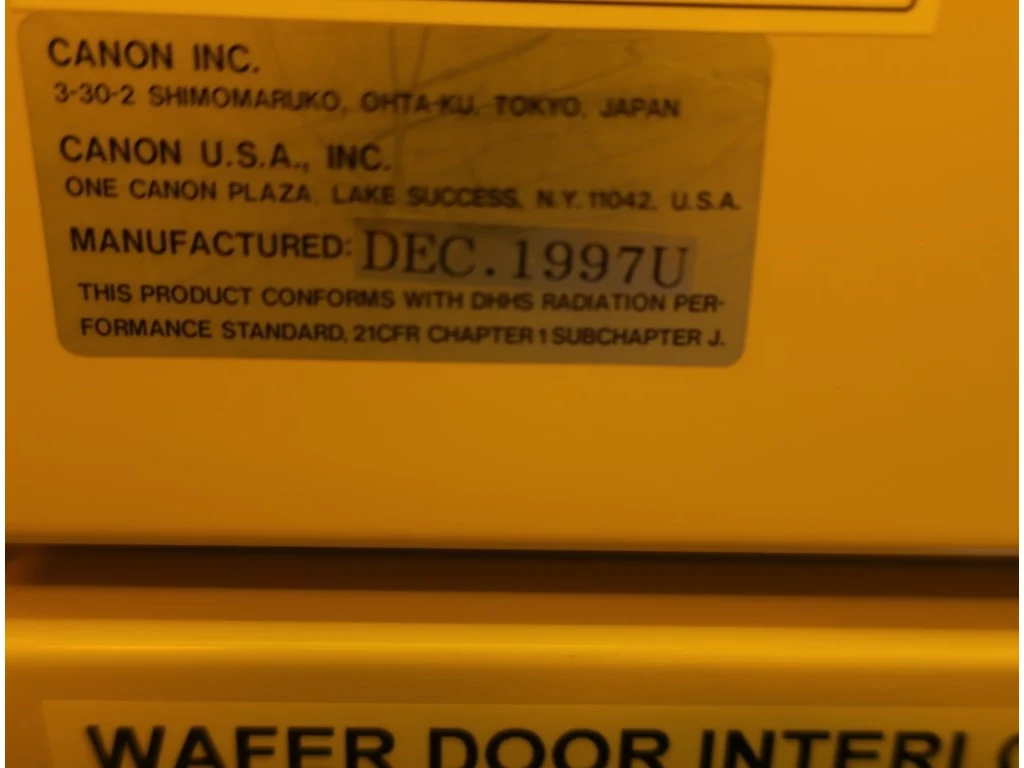 CANON INC.
3-30-2 SHIMOMARUKO, OHTA-KU, TOKYO, JAPAN
CANON U.S.A., INC.
ONE CANON PLAZA, LAKE SUCCESS, N.Y. 11042, U.S.A.
MANUFACTURED: DEC.1997U
THIS PRODUCT CONFORMS WITH DHHS RADIATION PER-
FORMANCE STANDARD, 21CFR CHAPTER 1 SUBCHAPTER J.
WAFER DOOR INTERLO